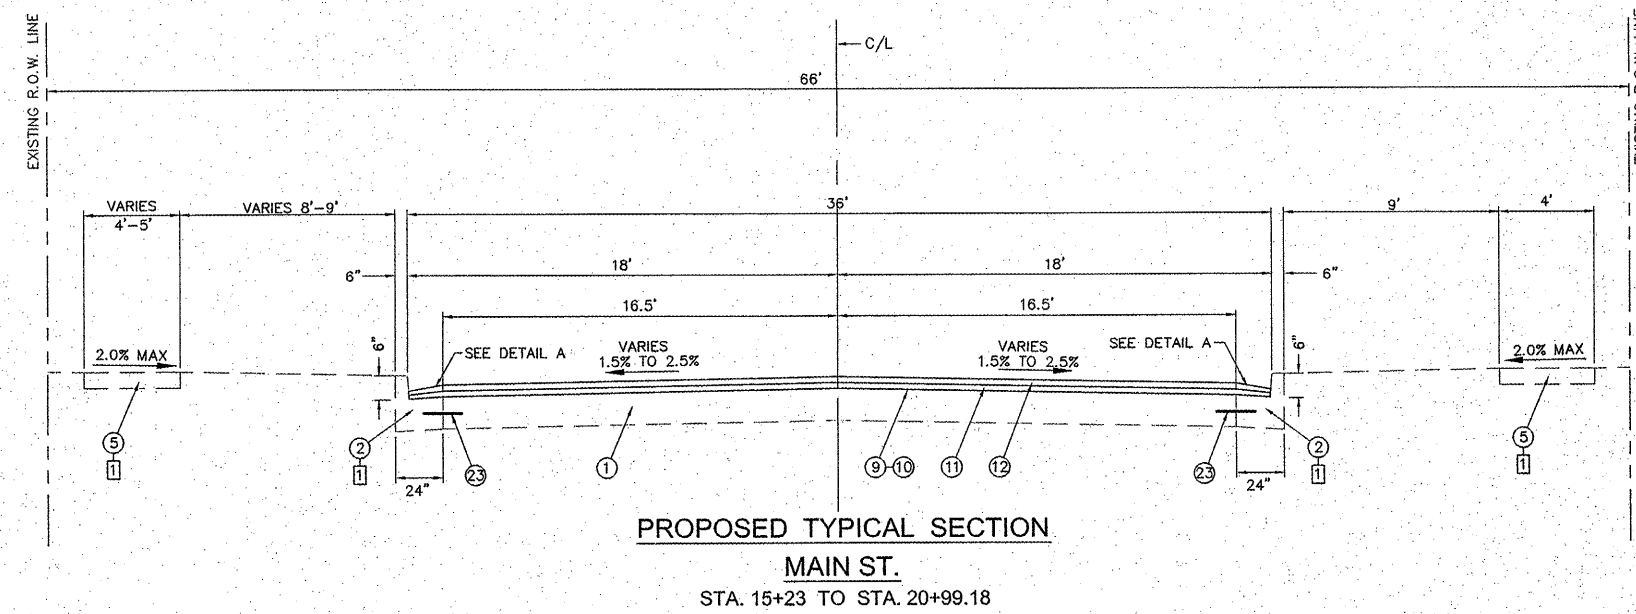 EXISTING R.O.W. LINE
C/L
66'
VARIES
4'-5'
VARIES 8'-9'
36'
9'
4'
6"
18'
18'
6"
16.5'
16.5'
6"
SEE DETAIL A
VARIES
1.5% TO 2.5%
VARIES
1.5% TO 2.5%
SEE DETAIL A
6"
2.0% MAX
2.0% MAX
5
1
2
1
24"
23
1
9-10
11
12
23
24"
2
1
5
1
PROPOSED TYPICAL SECTION
MAIN ST.
STA. 15+23 TO STA. 20+99.18